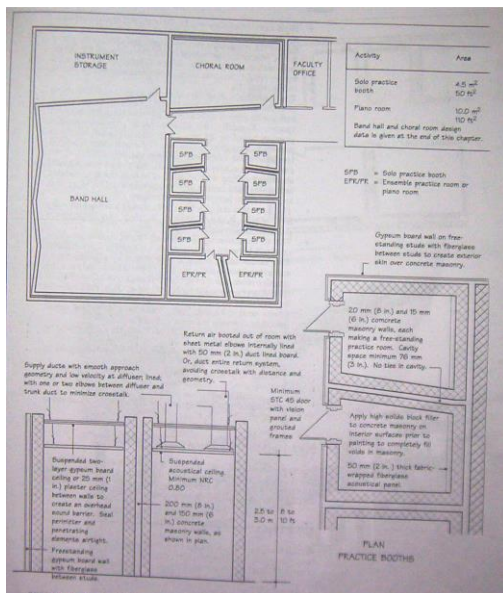 INSTRUMENT
STORAGE
CHORAL ROOM
FACULTY
OFFICE
BAND HALL
SPB
SPB
SPB
SPB
SPB
SPB
SPB
SPB
EPR/PR
EPR/PR
Activity Area
Solo practice 4.5 m²
booth 50 ft²
Piano room 10.0 m²
110 ft²
Band hall and choral room design
data is given at the end of this chapter.
SPB = Solo practice booth
EPR/PR = Ensemble practice room or
piano room
Gypsum board wall on free-
standing studs with fiberglass
between studs to create exterior
skin over concrete masonry.
20 mm (8 in.) and 15 mm
(6 in.) concrete
masonry walls, each
making a free-standing
practice room. Cavity
space minimum 76 mm
(3 in.). No ties in cavity.
Minimum
STC 45 door
with vision
panel and
grouted
frames
Apply high solids block filler
to concrete masonry on
interior surfaces prior to
painting to completely fill
voids in masonry.
50 mm (2 in.) thick fabric-
wrapped fiberglass
acoustical panel.
PLAN
PRACTICE BOOTHS
Return air booted out of room with
sheet metal elbows internally lined
with 50 mm (2 in.) duct lined board.
Or, duct entire return system,
avoiding crosstalk with distance and
geometry.
Supply ducts with smooth approach
geometry and low velocity at diffuser, lined,
with one or two elbows between diffuser and
trunk duct to minimize crosstalk.
Suspended two-
layer gypsum board
ceiling or 25 mm (1
in.) plaster ceiling
between walls to
create an overhead
sound barrier. Seal
perimeter and
penetrating
elements airtight.
Freestanding
gypsum board wall
with fiberglass
between studs.
Suspended
acoustical ceiling.
Minimum NRC
0.80
200 mm (8 in.)
and 150 mm (6
in.) concrete
masonry walls, as
shown in plan.
2.5 to 8 to
3.0 m 10 ft